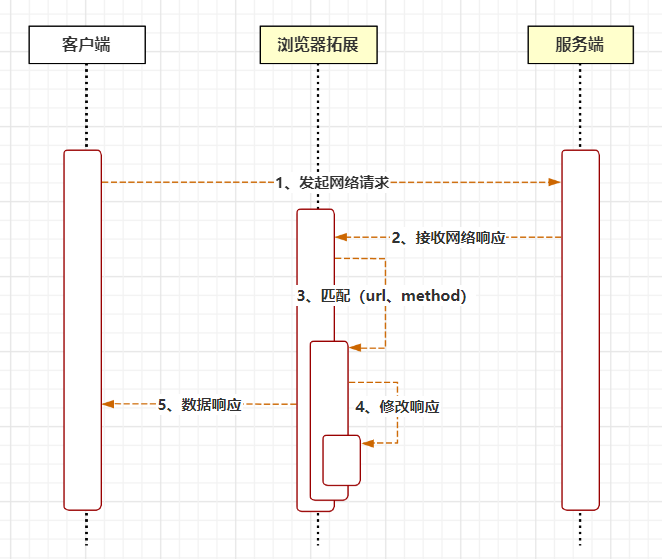 客户端
浏览器拓展
服务端
1、发起网络请求
2、接收网络响应
3、匹配（url、method）
4、修改响应
5、数据响应